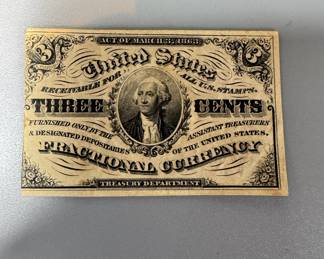 ACT OF MARCH 3, 1863.
3 3
United States
RECEIVABLE FOR ALL U.S. STAMPS.
THREE CENTS
FURNISHED ONLY BY THE ASSISTANT TREASURERS
& DESIGNATED DEPOSITARIES OF THE UNITED STATES.
FRACTIONAL CURRENCY
TREASURY DEPARTMENT